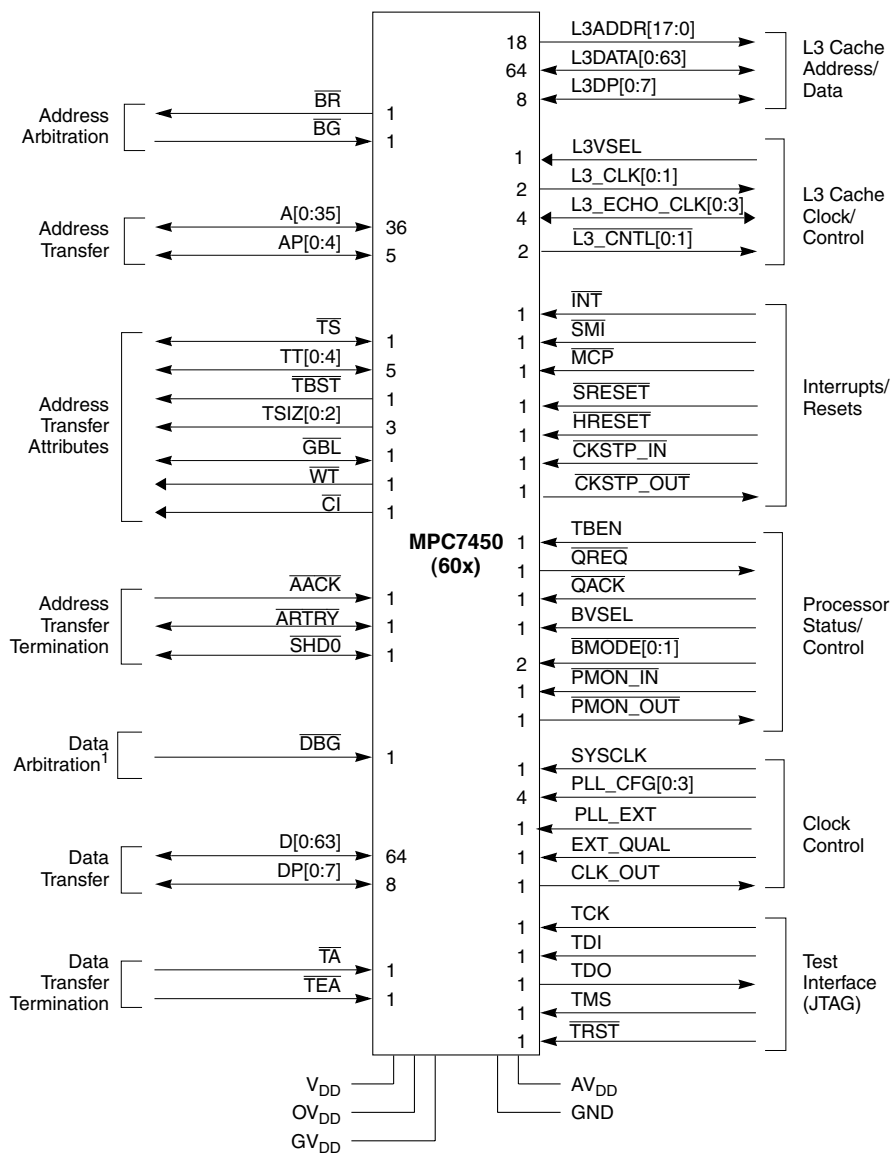 Address
Arbitration
BR 1
BG 1
Address
Transfer
A[0:35] 36
AP[0:4] 5
Address
Transfer
Attributes
TS 1
TT[0:4] 5
TBST 1
TSIZ[0:2] 3
GBL 1
WT 1
CI 1
Address
Transfer
Termination
AACK 1
ARTRY 1
SHD0 1
Data
Arbitration1
DBG 1
Data
Transfer
D[0:63] 64
DP[0:7] 8
Data
Transfer
Termination
TA 1
TEA 1
MPC7450
(60x)
18 L3ADDR[17:0]
64 L3DATA[0:63]
8 L3DP[0:7]
L3 Cache
Address/
Data
1 L3VSEL
2 L3_CLK[0:1]
4 L3_ECHO_CLK[0:3]
2 L3_CNTL[0:1]
L3 Cache
Clock/
Control
1 INT
1 SMI
1 MCP
1 SRESET
1 HRESET
1 CKSTP_IN
1 CKSTP_OUT
Interrupts/
Resets
1 TBEN
1 QREQ
1 QACK
1 BVSEL
2 BMODE[0:1]
1 PMON_IN
1 PMON_OUT
Processor
Status/
Control
1 SYSCLK
4 PLL_CFG[0:3]
1 PLL_EXT
1 EXT_QUAL
1 CLK_OUT
Clock
Control
1 TCK
1 TDI
1 TDO
1 TMS
1 TRST
Test
Interface
(JTAG)
VDD
OVDD
GVDD
AVDD
GND